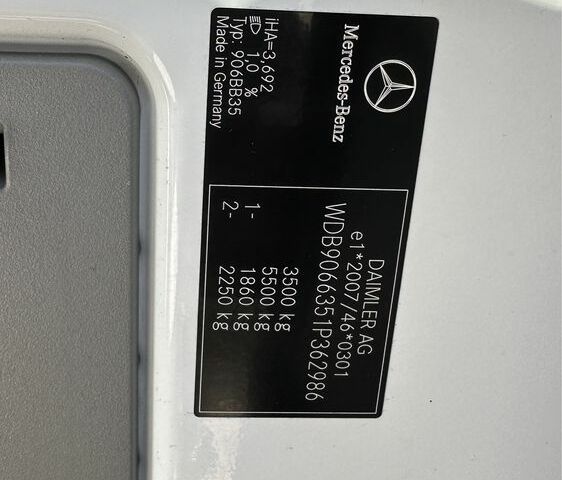 Mercedes-Benz
iHA=3,692
1,0 %
Typ: 906BB35
Made in Germany
DAIMLER AG
e1*2007/46*0301
WDB9066351P362986
3500 kg
5500 kg
1- 1860 kg
2- 2250 kg